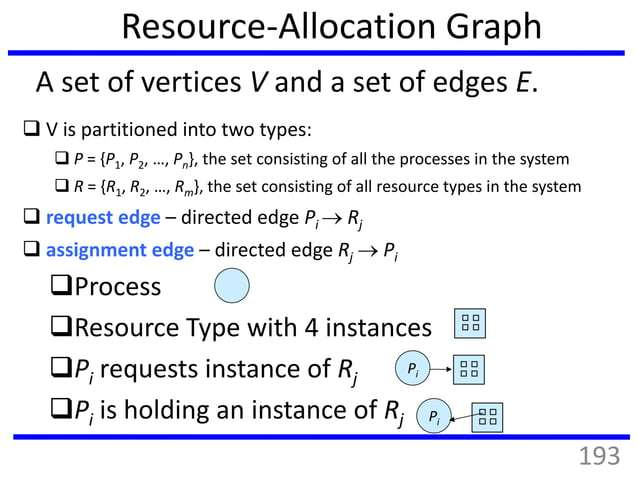 Resource-Allocation Graph
A set of vertices V and a set of edges E.
❑ V is partitioned into two types:
❑ P = {P1, P2, …, Pn}, the set consisting of all the processes in the system
❑ R = {R1, R2, …, Rm}, the set consisting of all resource types in the system
❑ request edge – directed edge Pi → Rj
❑ assignment edge – directed edge Rj → Pi
❑Process
❑Resource Type with 4 instances
❑Pi requests instance of Rj
Pi
❑Pi is holding an instance of Rj
Pi
193